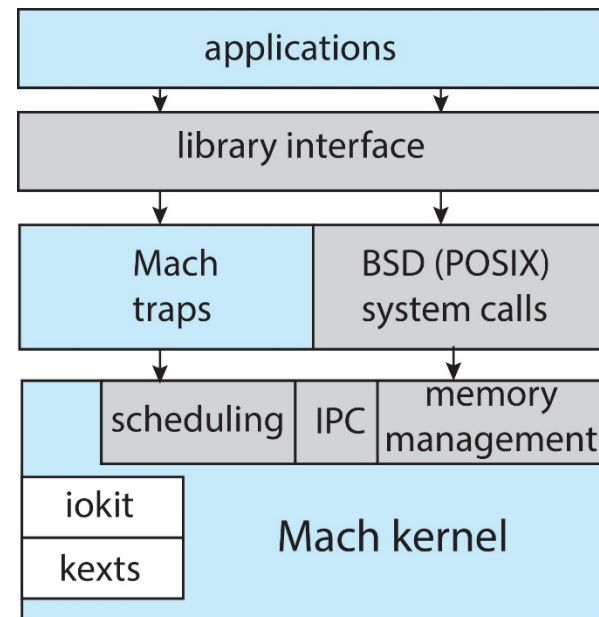 applications
library interface
Mach
traps
BSD (POSIX)
system calls
scheduling
IPC
memory
management
iokit
kexts
Mach kernel